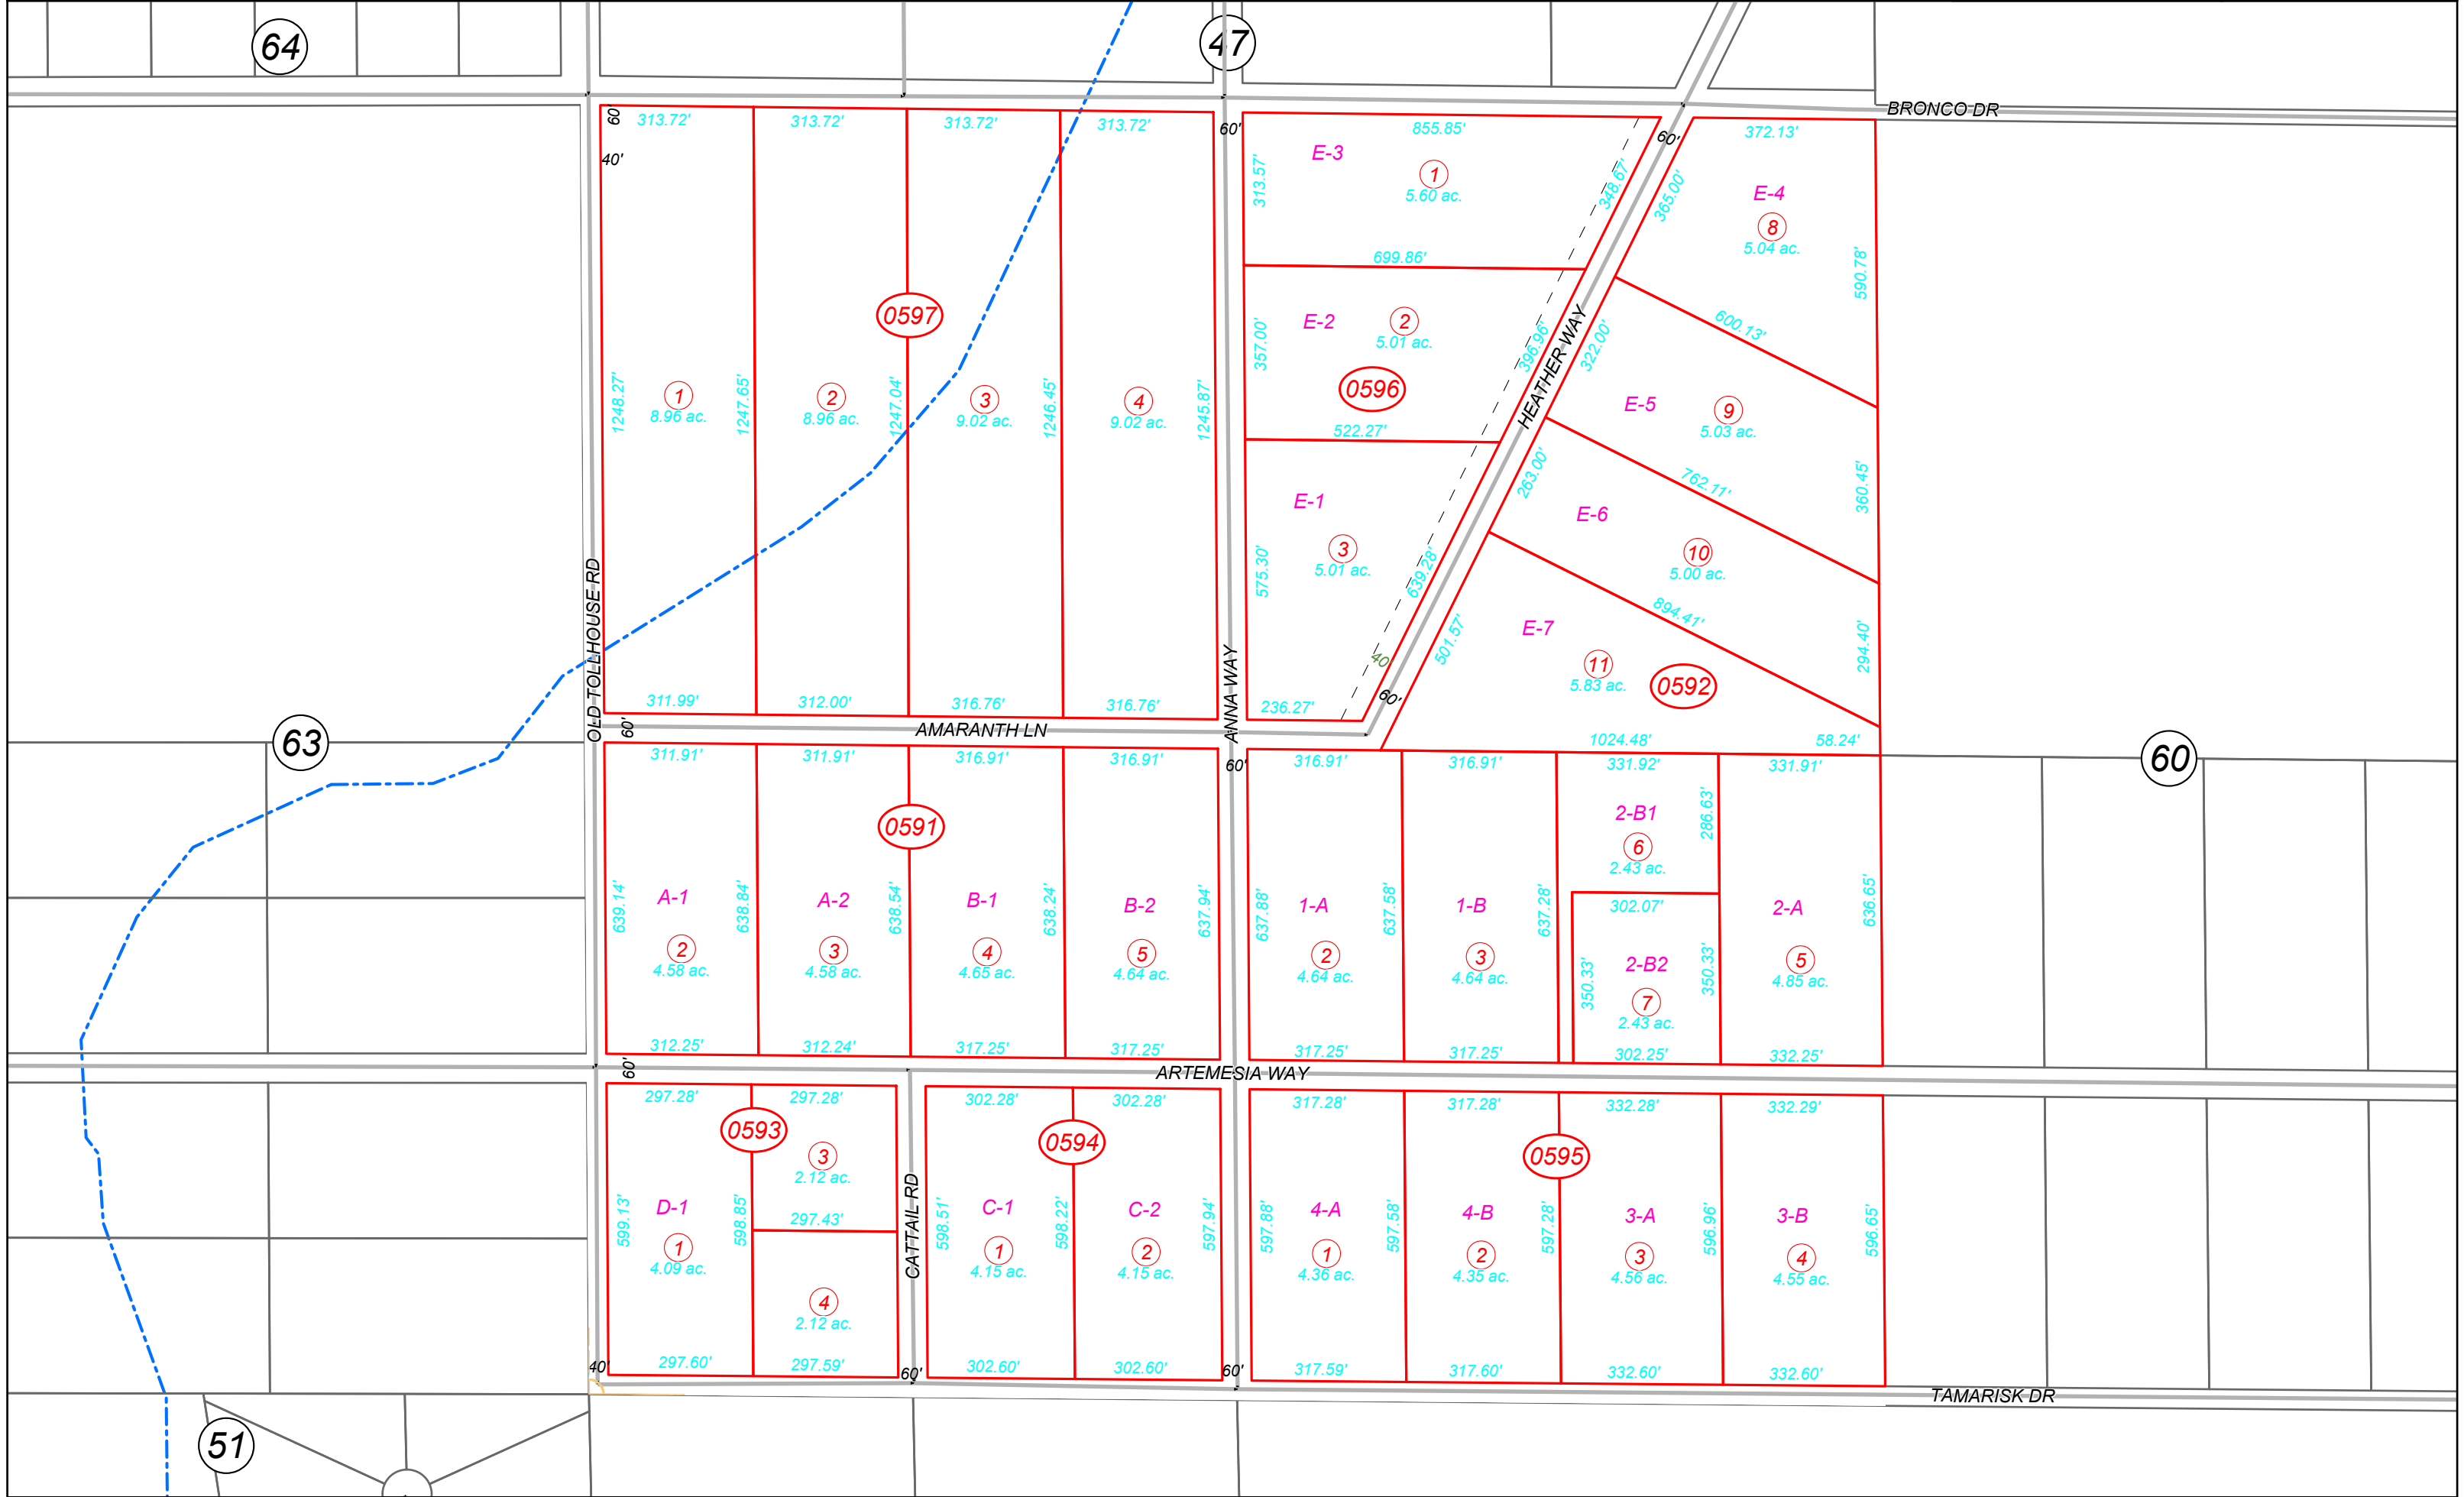 64
47
BRONCO DR
60'
40'
313.72'
313.72'
313.72'
313.72'
60'
855.85'
60'
372.13'
E-3
1
5.60 ac.
313.57'
348.67'
365.00'
E-4
8
5.04 ac.
590.78'
699.86'
0597
E-2
2
5.01 ac.
357.00'
396.96'
HEATHER WAY
322.00'
600.13'
0596
522.27'
1248.27'
1
8.96 ac.
1247.65'
2
8.96 ac.
1247.04'
3
9.02 ac.
1246.45'
4
9.02 ac.
1245.87'
E-5
9
5.03 ac.
360.45'
762.11'
263.00'
E-1
3
5.01 ac.
575.30'
639.28'
E-6
10
5.00 ac.
894.41'
294.40'
501.57'
E-7
11
5.83 ac.
0592
OLD TOLLHOUSE RD
ANNA WAY
40'
60'
311.99'
312.00'
316.76'
316.76'
236.27'
60'
AMARANTH LN
1024.48'
58.24'
63
60
311.91'
311.91'
316.91'
316.91'
60'
316.91'
316.91'
331.92'
331.91'
0591
2-B1
6
2.43 ac.
286.63'
639.14'
A-1
2
4.58 ac.
638.84'
A-2
3
4.58 ac.
638.54'
B-1
4
4.65 ac.
638.24'
B-2
5
4.64 ac.
637.94'
637.88'
1-A
2
4.64 ac.
637.58'
1-B
3
4.64 ac.
637.28'
302.07'
2-B2
7
2.43 ac.
350.33'
350.33'
2-A
5
4.85 ac.
636.65'
312.25'
312.24'
317.25'
317.25'
317.25'
317.25'
302.25'
332.25'
60'
ARTEMESIA WAY
297.28'
297.28'
302.28'
302.28'
317.28'
317.28'
332.28'
332.29'
0593
0594
0595
3
2.12 ac.
297.43'
599.13'
D-1
1
4.09 ac.
598.85'
4
2.12 ac.
CATTAIL RD
598.51'
C-1
1
4.15 ac.
598.22'
C-2
2
4.15 ac.
597.94'
597.88'
4-A
1
4.36 ac.
597.58'
4-B
2
4.35 ac.
597.28'
3-A
3
4.56 ac.
596.96'
3-B
4
4.55 ac.
596.65'
40'
297.60'
297.59'
60'
302.60'
302.60'
60'
317.59'
317.60'
332.60'
332.60'
TAMARISK DR
51